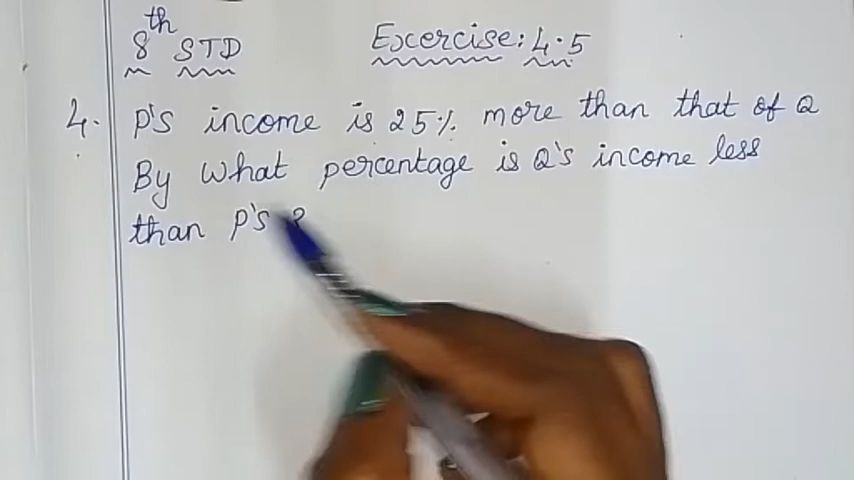 8th STD Excercise: 4.5
4. P's income is 25% more than that of Q
By what percentage is Q's income less
than P's ?